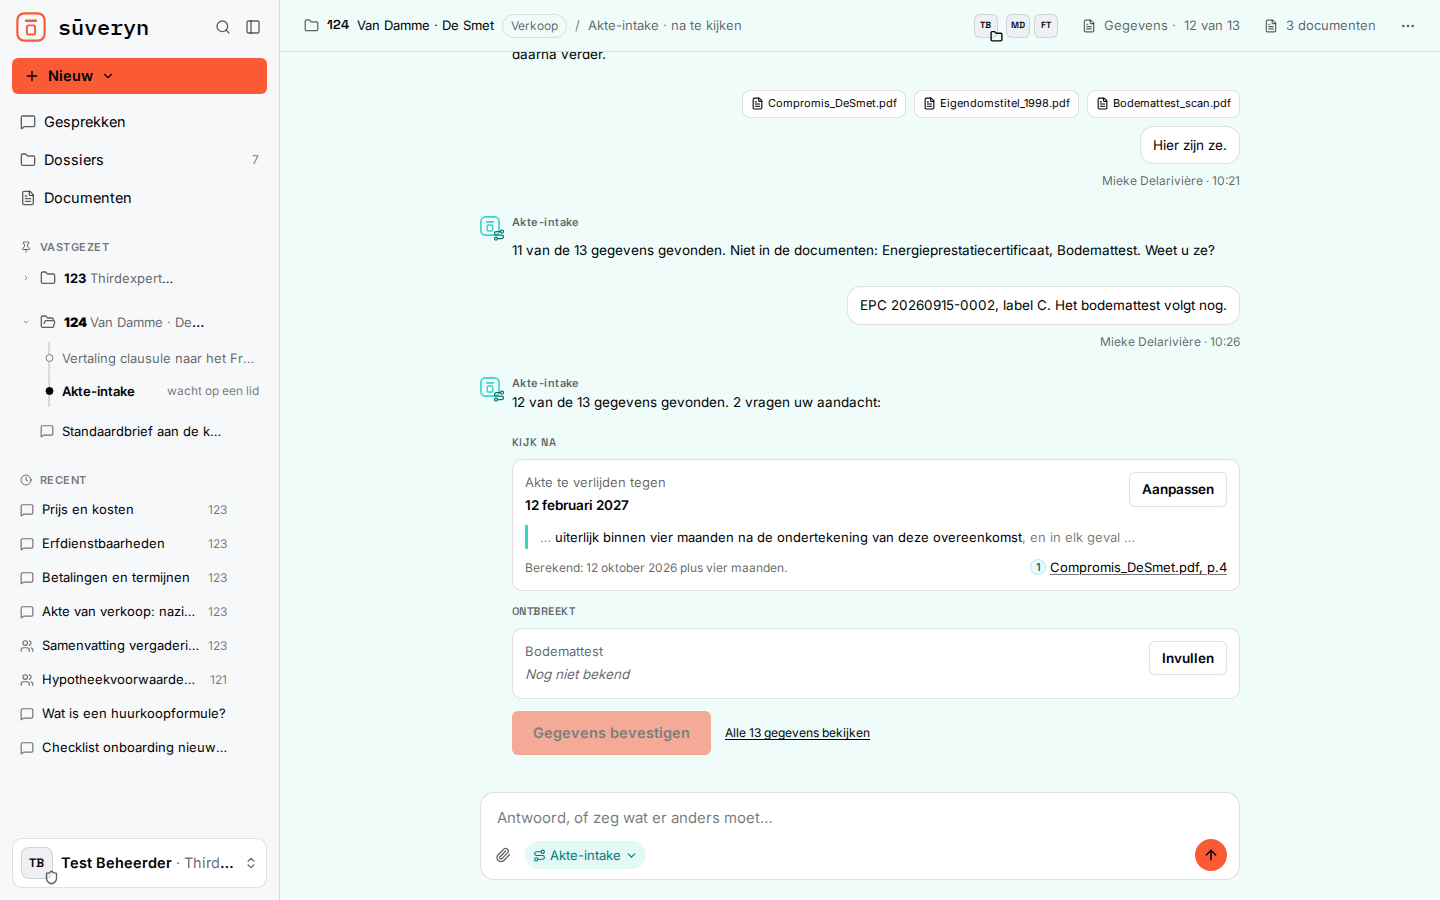 sūveryn
Nieuw
Gesprekken
Dossiers 7
Documenten
VASTGEZET
123 Thirdexpert...
124 Van Damme · De...
Vertaling clausule naar het Fr...
Akte-intake wacht op een lid
Standaardbrief aan de k...
RECENT
Prijs en kosten 123
Erfdienstbaarheden 123
Betalingen en termijnen 123
Akte van verkoop: nazi... 123
Samenvatting vergaderi... 123
Hypotheekvoorwaarde... 121
Wat is een huurkoopformule?
Checklist onboarding nieuw...
TB Test Beheerder · Third...
124 Van Damme · De Smet Verkoop / Akte-intake · na te kijken
TB MD FT Gegevens · 12 van 13 3 documenten
daarna verder.
Compromis_DeSmet.pdf Eigendomstitel_1998.pdf Bodemattest_scan.pdf
Hier zijn ze.
Mieke Delarivière · 10:21
Akte-intake
11 van de 13 gegevens gevonden. Niet in de documenten: Energieprestatiecertificaat, Bodemattest. Weet u ze?
EPC 20260915-0002, label C. Het bodemattest volgt nog.
Mieke Delarivière · 10:26
Akte-intake
12 van de 13 gegevens gevonden. 2 vragen uw aandacht:
KIJK NA
Akte te verlijden tegen
12 februari 2027
Aanpassen
... uiterlijk binnen vier maanden na de ondertekening van deze overeenkomst, en in elk geval ...
Berekend: 12 oktober 2026 plus vier maanden. 1 Compromis_DeSmet.pdf, p.4
ONTBREEKT
Bodemattest
Nog niet bekend
Invullen
Gegevens bevestigen Alle 13 gegevens bekijken
Antwoord, of zeg wat er anders moet...
Akte-intake